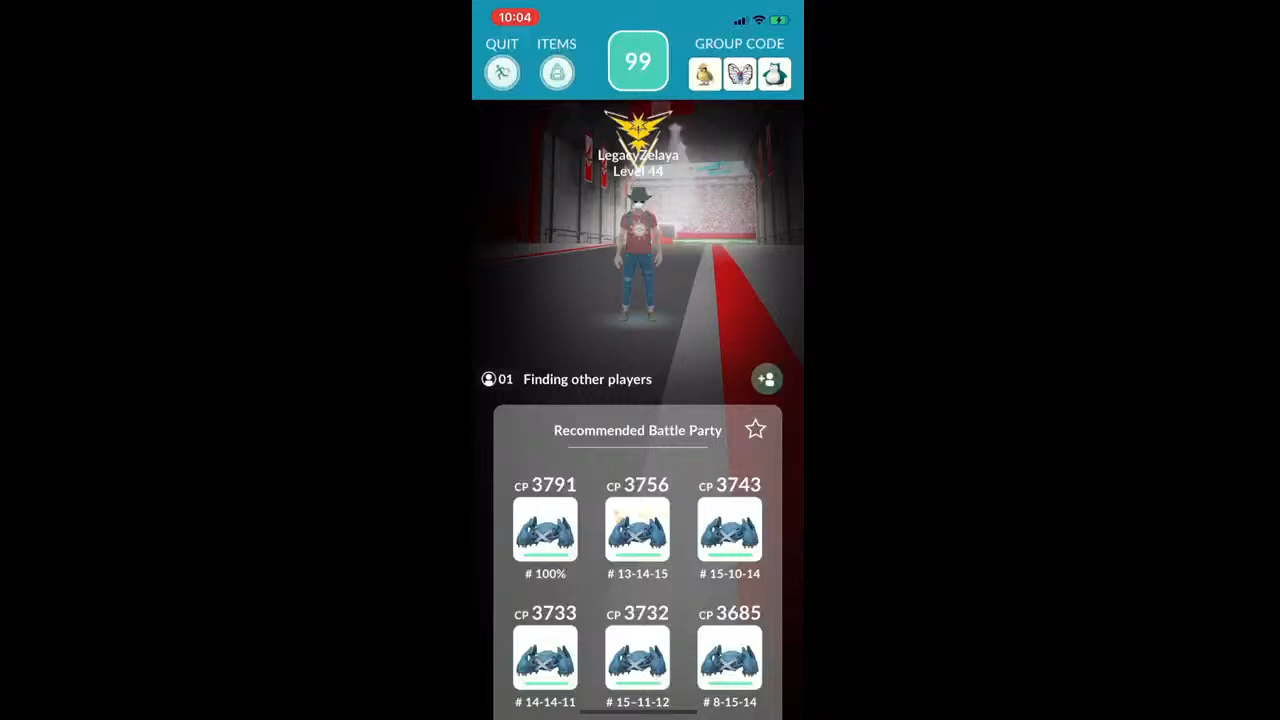 10:04
QUIT ITEMS 99 GROUP CODE
LegacyZelaya
Level 44
01 Finding other players
Recommended Battle Party
CP 3791 CP 3756 CP 3743
# 100% # 13-14-15 # 15-10-14
CP 3733 CP 3732 CP 3685
# 14-14-11 # 15-11-12 # 8-15-14